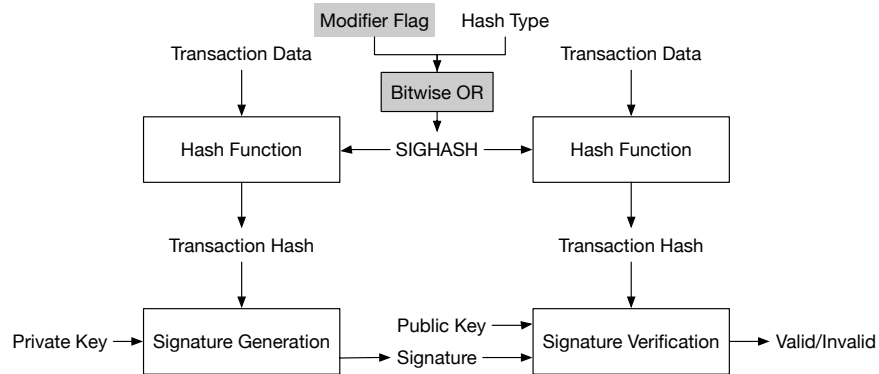 Modifier Flag
Hash Type
Transaction Data
Transaction Data
Bitwise OR
Hash Function
SIGHASH
Hash Function
Transaction Hash
Transaction Hash
Private Key
Signature Generation
Public Key
Signature
Signature Verification
Valid/Invalid